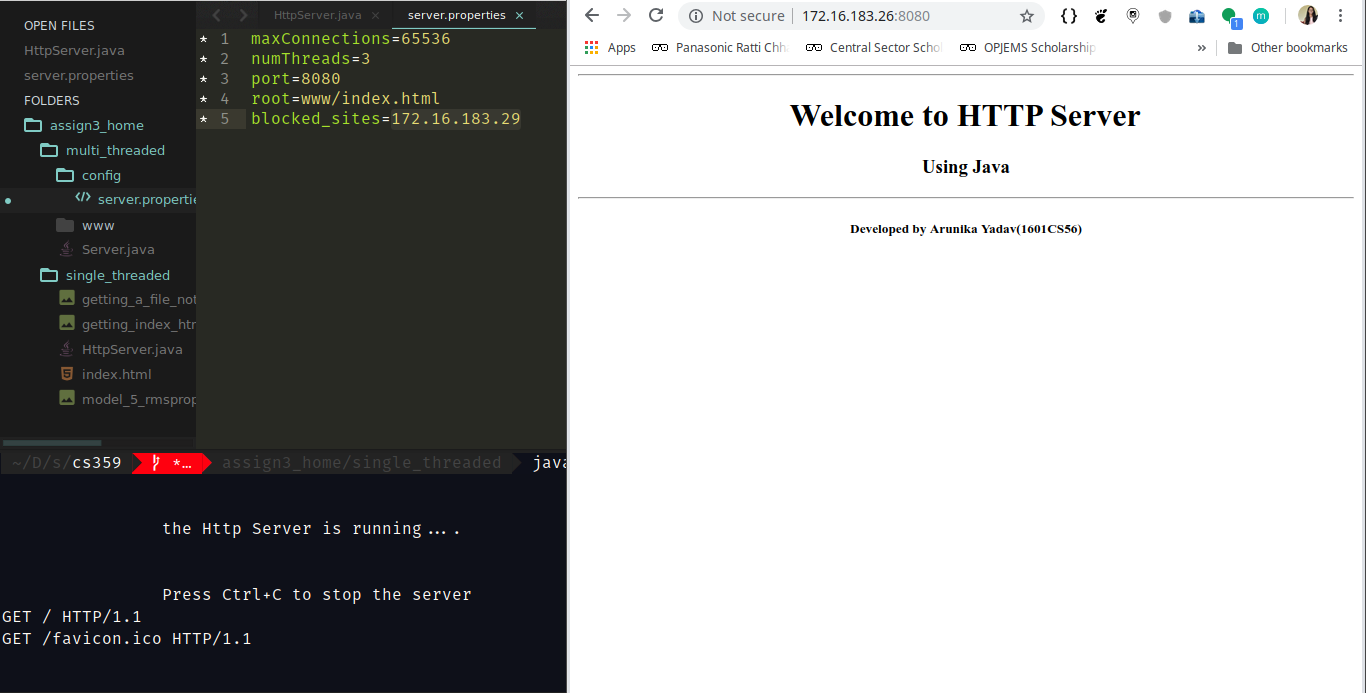 OPEN FILES
HttpServer.java
server.properties
FOLDERS
assign3_home
multi_threaded
config
server.propertie
www
Server.java
single_threaded
getting_a_file_not
getting_index_htm
HttpServer.java
index.html
model_5_rmsprop
HttpServer.java ×
server.properties ×
* 1 maxConnections=65536
* 2 numThreads=3
* 3 port=8080
* 4 root=www/index.html
* 5 blocked_sites=172.16.183.29
~/D/s/cs359 *… assign3_home/single_threaded java
the Http Server is running...
Press Ctrl+C to stop the server
GET / HTTP/1.1
GET /favicon.ico HTTP/1.1
Not secure 172.16.183.26:8080 {} 1 m
Apps Panasonic Ratti Chh Central Sector Schol OPJEMS Scholarship » Other bookmarks
Welcome to HTTP Server
Using Java
Developed by Arunika Yadav(1601CS56)